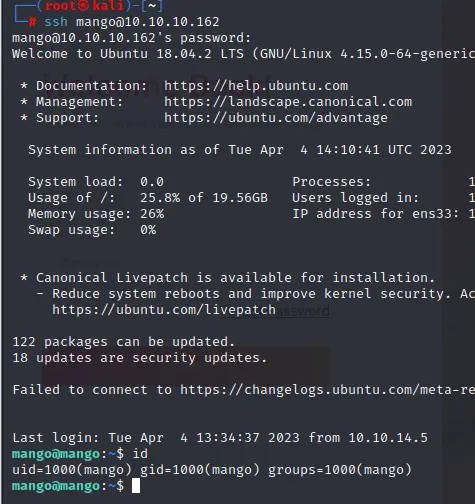 ┌──(root㉿kali)-[~]
└─# ssh mango@10.10.10.162
mango@10.10.10.162's password:
Welcome to Ubuntu 18.04.2 LTS (GNU/Linux 4.15.0-64-generic
* Documentation: https://help.ubuntu.com
* Management: https://landscape.canonical.com
* Support: https://ubuntu.com/advantage
System information as of Tue Apr 4 14:10:41 UTC 2023
System load: 0.0 Processes: 1
Usage of /: 25.8% of 19.56GB Users logged in: 1
Memory usage: 26% IP address for ens33: 1
Swap usage: 0%
* Canonical Livepatch is available for installation.
- Reduce system reboots and improve kernel security. Ac
https://ubuntu.com/livepatch
122 packages can be updated.
18 updates are security updates.
Failed to connect to https://changelogs.ubuntu.com/meta-re
Last login: Tue Apr 4 13:34:37 2023 from 10.10.14.5
mango@mango:~$ id
uid=1000(mango) gid=1000(mango) groups=1000(mango)
mango@mango:~$